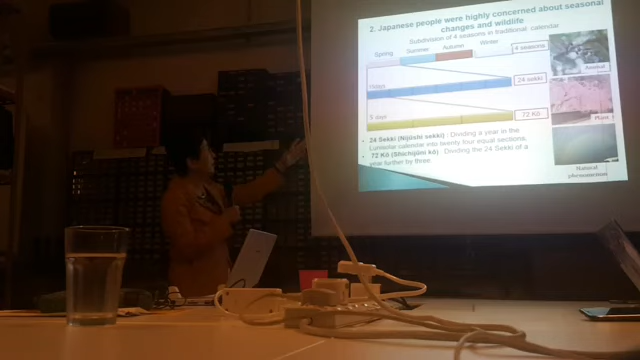 2. Japanese people were highly concerned about seasonal
changes and wildlife
Subdivision of 4 seasons in traditional calendar
Spring
Summer
Autumn
Winter
4 seasons
24 sekki
5 days
72 Kō
• 24 Sekki (Nijūshi sekki) : Dividing a year in the
Lunisolar calendar into twenty four equal sections.
• 72 Kō (Shichijūni kō) : Dividing the 24 Sekki of a
year further by three.
Animal
Plant
Natural
phenomenon